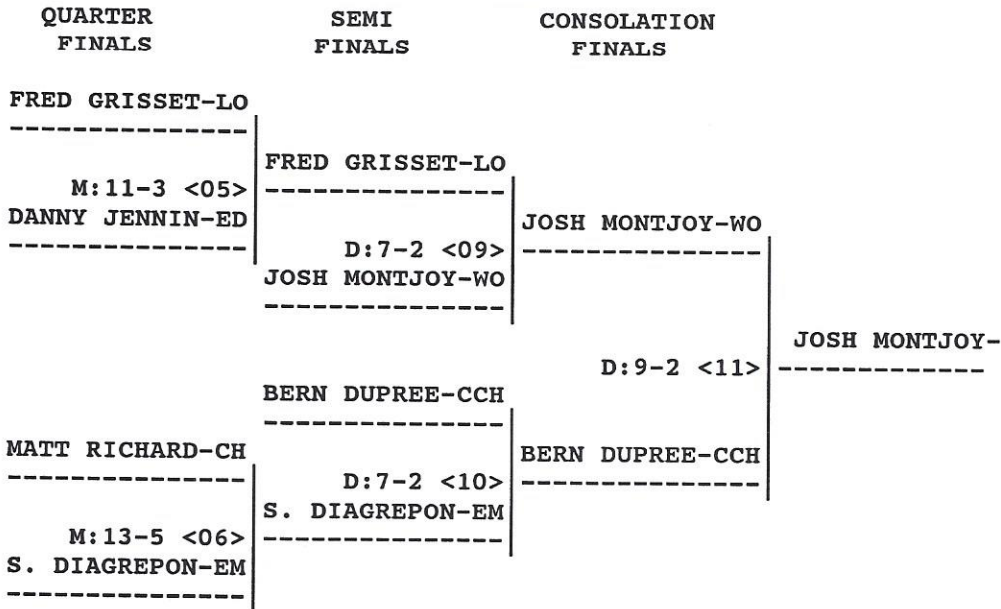 QUARTER SEMI CONSOLATION
FINALS FINALS FINALS
FRED GRISSET-LO
FRED GRISSET-LO
M:11-3 <05>
DANNY JENNIN-ED
JOSH MONTJOY-WO
D:7-2 <09>
JOSH MONTJOY-WO
JOSH MONTJOY-
D:9-2 <11>
BERN DUPREE-CCH
MATT RICHARD-CH
BERN DUPREE-CCH
D:7-2 <10>
S. DIAGREPON-EM
M:13-5 <06>
S. DIAGREPON-EM